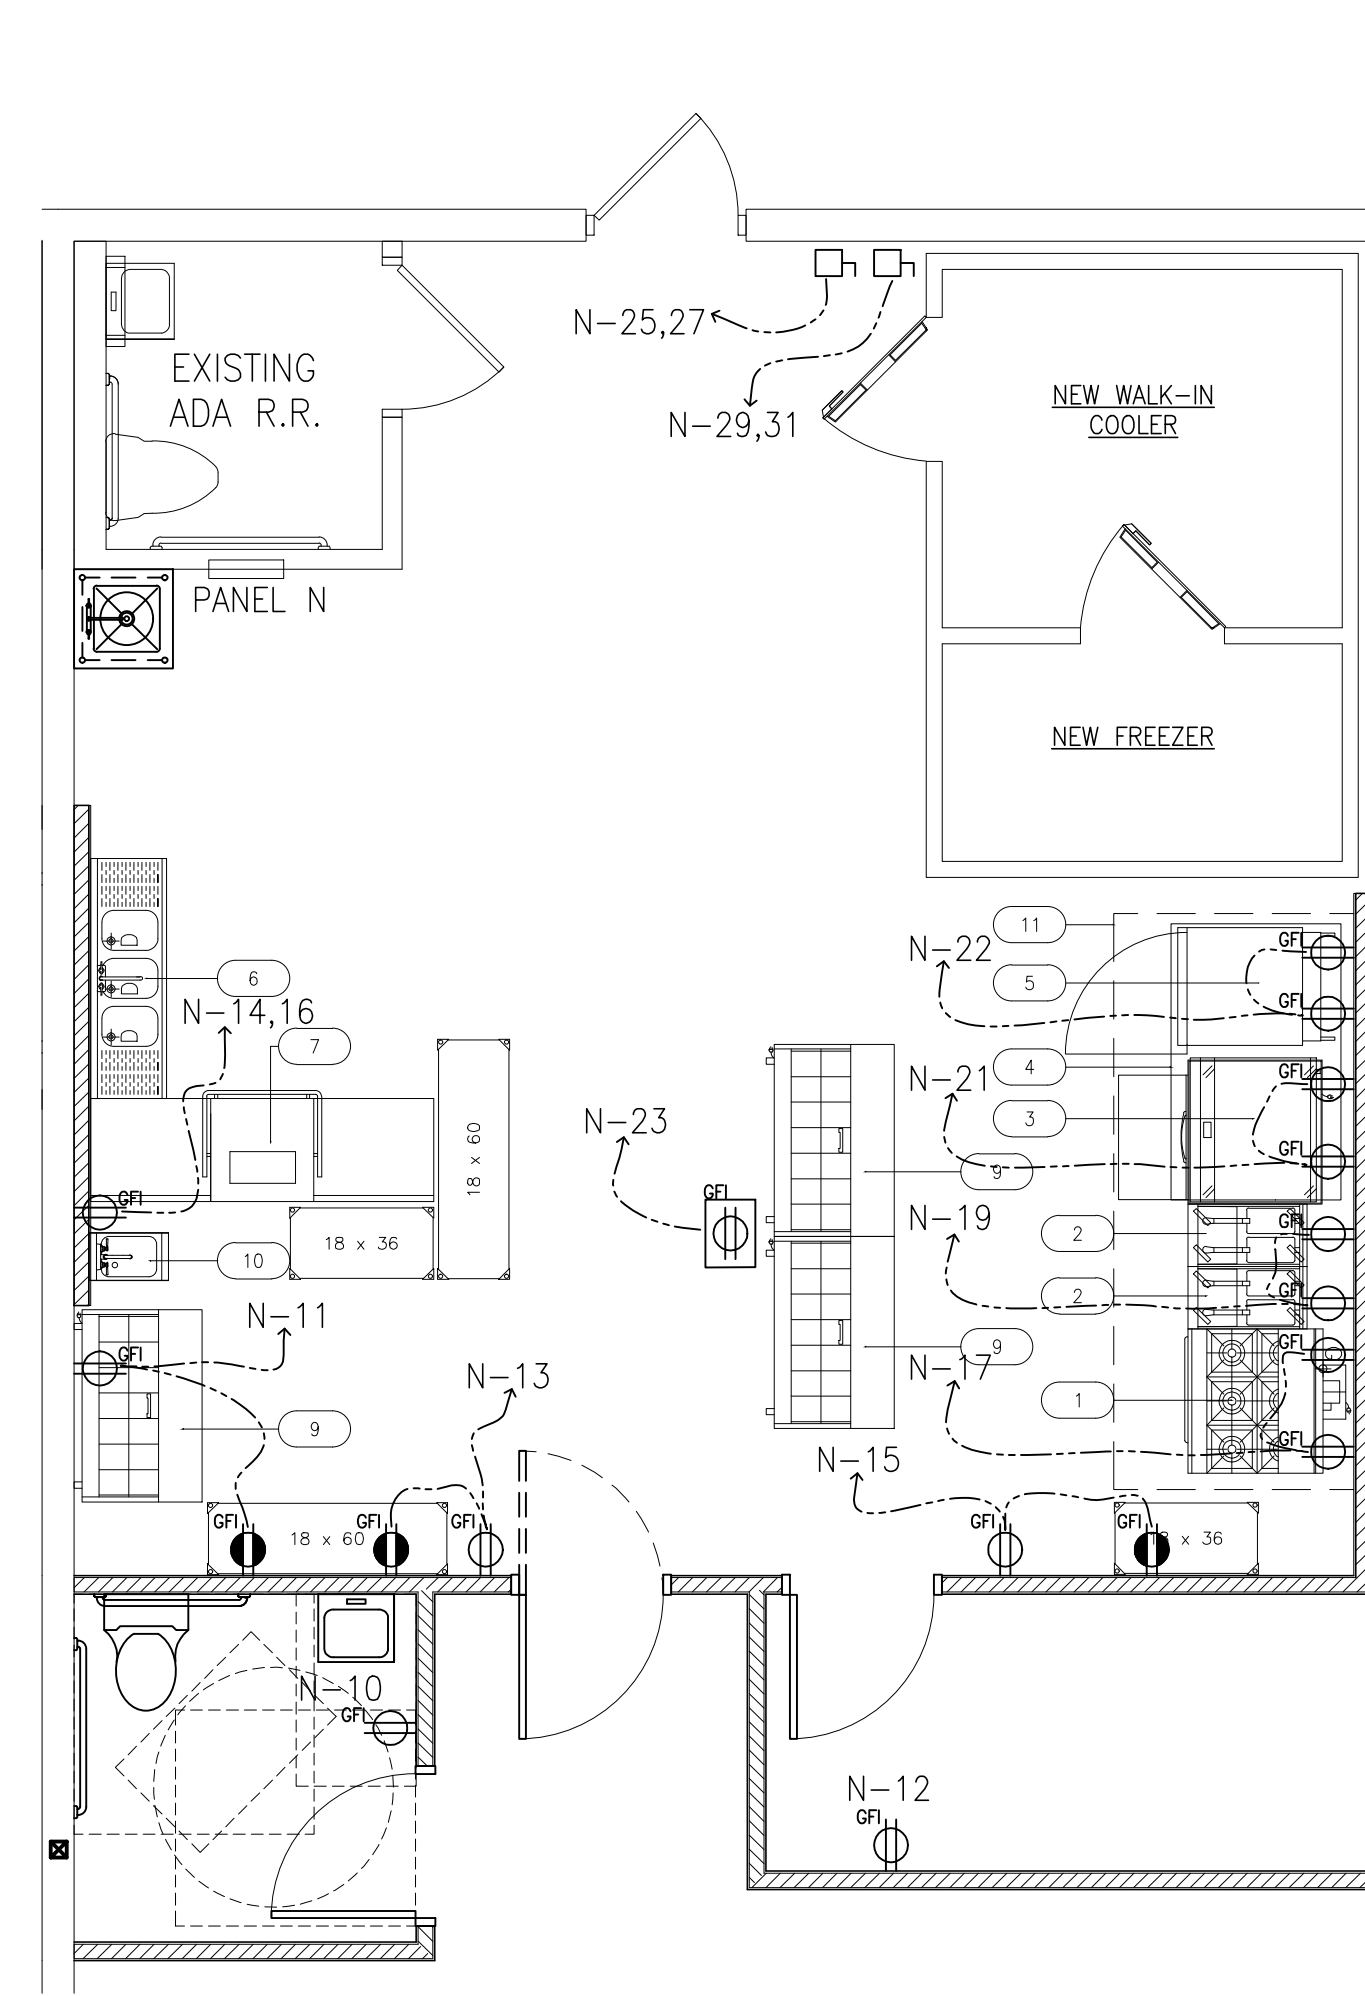 N-25,27
EXISTING
ADA R.R.
N-29,31
NEW WALK-IN
COOLER
PANEL N
NEW FREEZER
11
N-22
GFI
6
5
GFI
N-14,16
7
4
GFI
N-21
N-23
3
18 x 60
GFI
9
GFI
GFI
N-19
GFI
2
18 x 36
10
2
GFI
N-11
GFI
9
GFI
N-17
N-13
1
9
GFI
N-15
GFI
18 x 60
GFI
GFI
GFI
GFI
18 x 36
N-10
GFI
N-12
GFI